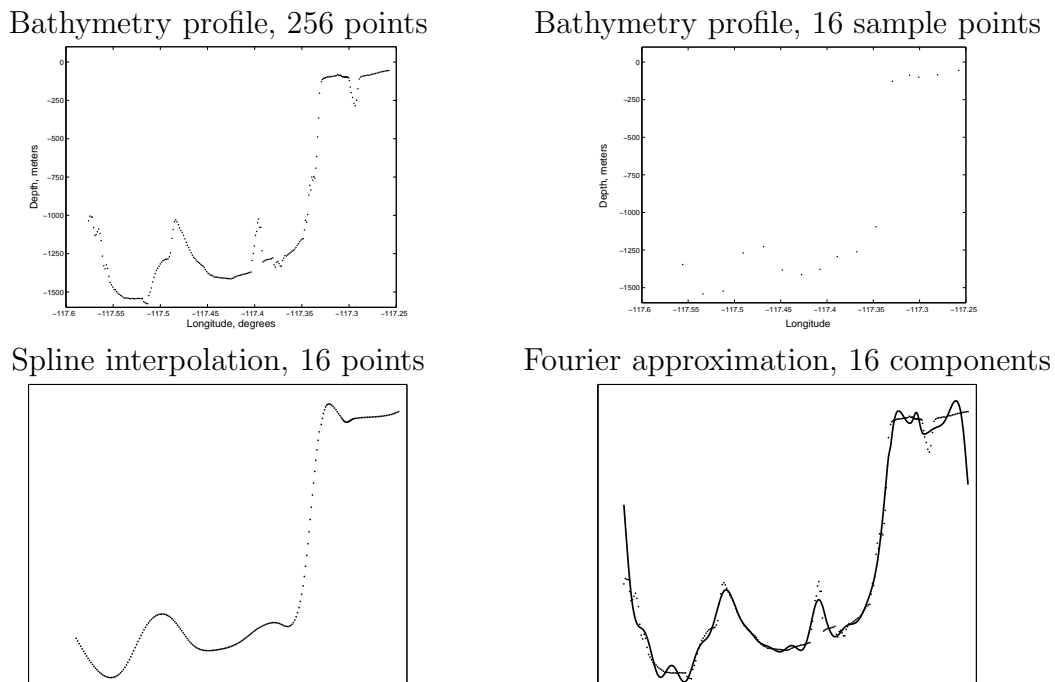 Bathymetry profile, 256 points
0
−250
−500
−750
−1000
−1250
−1500
Depth, meters
−117.6 −117.55 −117.5 −117.45 −117.4 −117.35 −117.3 −117.25
Longitude, degrees
Bathymetry profile, 16 sample points
0
−250
−500
−750
−1000
−1250
−1500
Depth, meters
−117.6 −117.55 −117.5 −117.45 −117.4 −117.35 −117.3 −117.25
Longitude
Spline interpolation, 16 points
Fourier approximation, 16 components